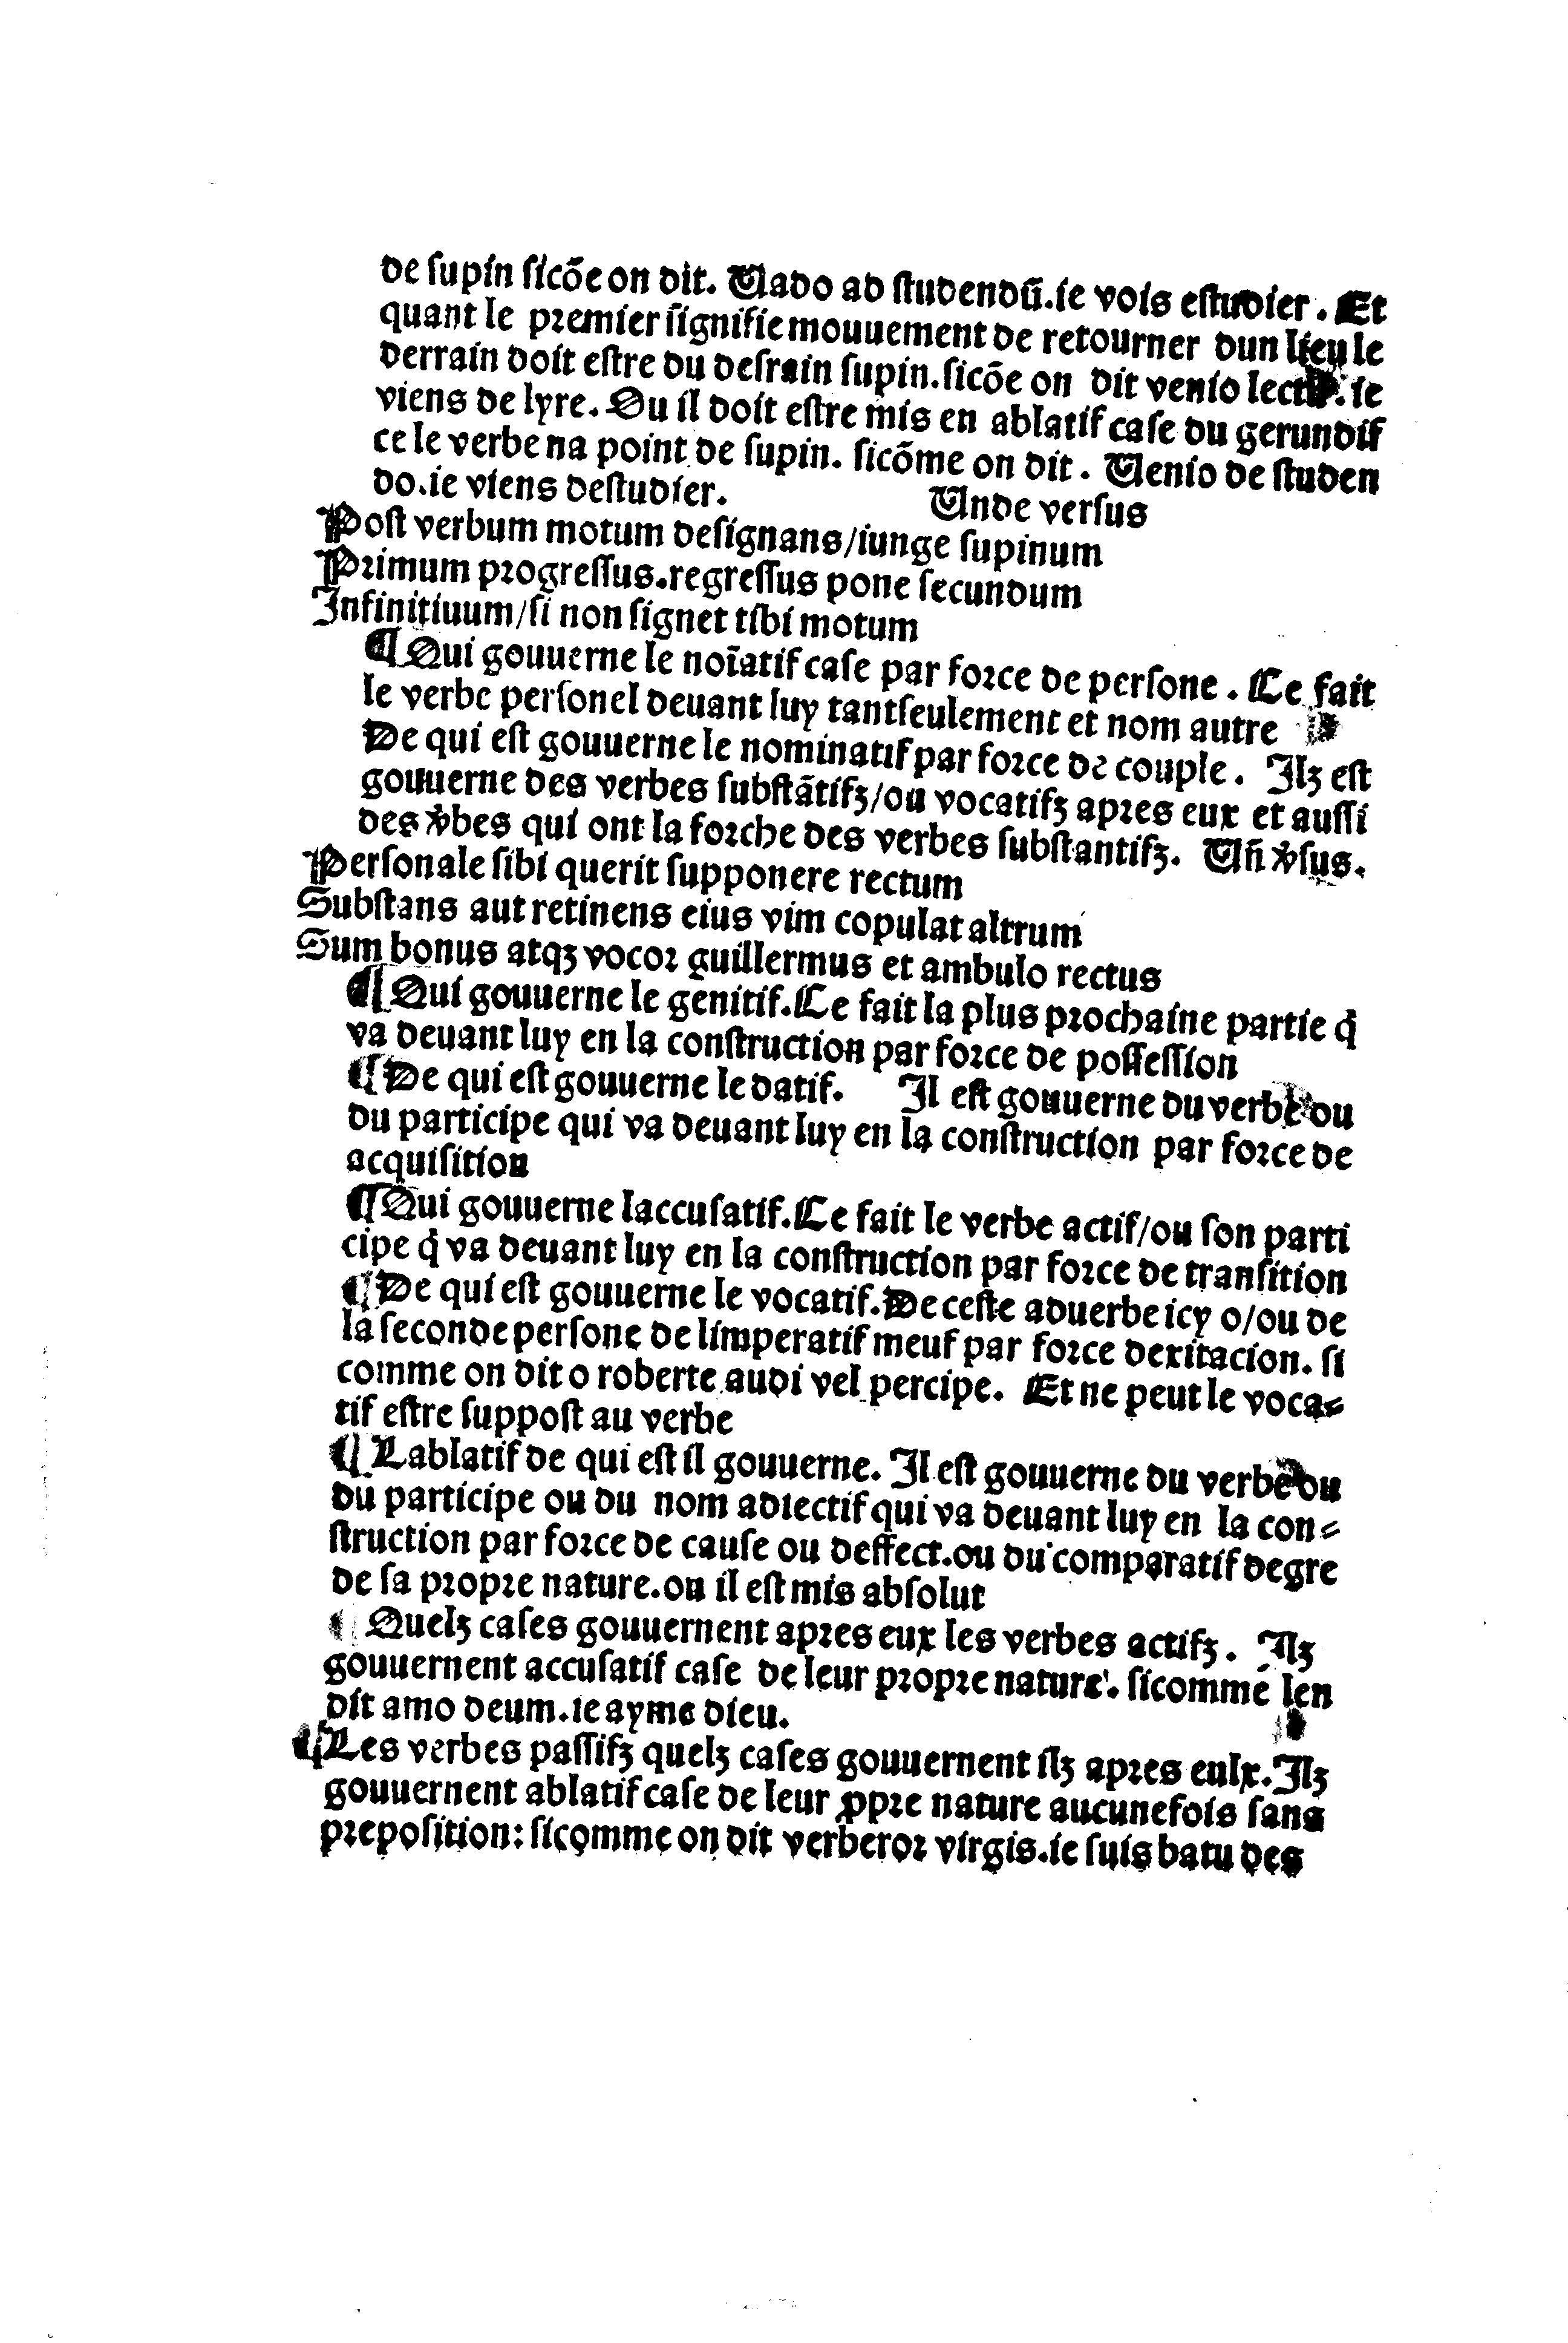 de ſupin ſicõe on dit. Vado ad ſtudendũ.ie vois eſtudier . Et
quant le premier ſignifie mouuement de retourner dun lieu le
derrain doit eſtre du deſrain ſupin.ſicõe on dit venio lectu. ie
viens de lyre. Ou il doit eſtre mis en ablatif caſe du gerundif
ce le verbe na point de ſupin. ſicõme on dit . Venio de ſtuden
do.ie viens deſtudier. Unde verſus
Poſt verbum motum deſignans/iunge ſupinum
Primum progreſſus.regreſſus pone ſecundum
Infinitiuum/ſi non ſignet tibi motum
¶ Qui gouuerne le noĩatif caſe par force de perſone . Ce fait
le verbe perſonel deuant luy tantſeulement et nom autre
De qui eſt gouuerne le nominatif par force de couple . Ilz eſt
gouuerne des verbes ſubſtãtifz/ou vocatifz apres eux et auſſi
des ꝟbes qui ont la forche des verbes ſubſtantifz. Uñ ꝟſus.
Perſonale ſibi querit ſupponere rectum
Subſtans aut retinens eius vim copulat altrum
Sum bonus atqꝫ vocor guillermus et ambulo rectus
¶ Qui gouuerne le genitif. Ce fait la plus prochaine partie q̃
va deuant luy en la conſtruction par force de poſſeſſion
¶ De qui eſt gouuerne le datif. Il eſt gouuerne du verbe ou
du participe qui va deuant luy en la conſtruction par force de
acquiſition
¶ Qui gouuerne laccuſatif. Ce fait le verbe actif/ou ſon parti
cipe q̃ va deuant luy en la conſtruction par force de tranſition
¶ De qui eſt gouuerne le vocatif. De ceſte aduerbe icy o/ou de
la ſeconde perſone de limperatif meuf par force dexitacion. ſi
comme on dit o roberte audi vel percipe. Et ne peut le voca⸗
tif eſtre ſuppoſt au verbe
¶ Lablatif de qui eſt il gouuerne. Il eſt gouuerne du verbe ou
du participe ou du nom adiectif qui va deuant luy en la con⸗
ſtruction par force de cauſe ou deffect.ou du comparatif degre
de ſa propre nature.ou il eſt mis abſolut
¶ Quelz caſes gouuernent apres eux les verbes actifz . Ilz
gouuernent accuſatif caſe de leur propre nature. ſicomme len
dit amo deum.ie ayme dieu.
¶ Les verbes paſſifz quelz caſes gouuernent ilz apres eulx. Ilz
gouuernent ablatif caſe de leur ꝓpre nature aucunefois ſans
prepoſition: ſicomme on dit verberor virgis.ie ſuis batu des